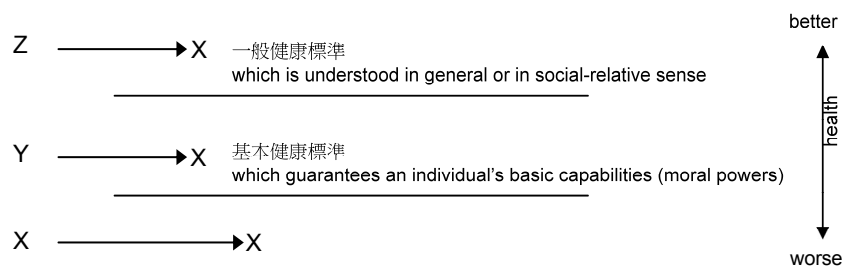 better
Z X 一般健康標準
which is understood in general or in social-relative sense
health
Y X 基本健康標準
which guarantees an individual's basic capabilities (moral powers)
X X
worse